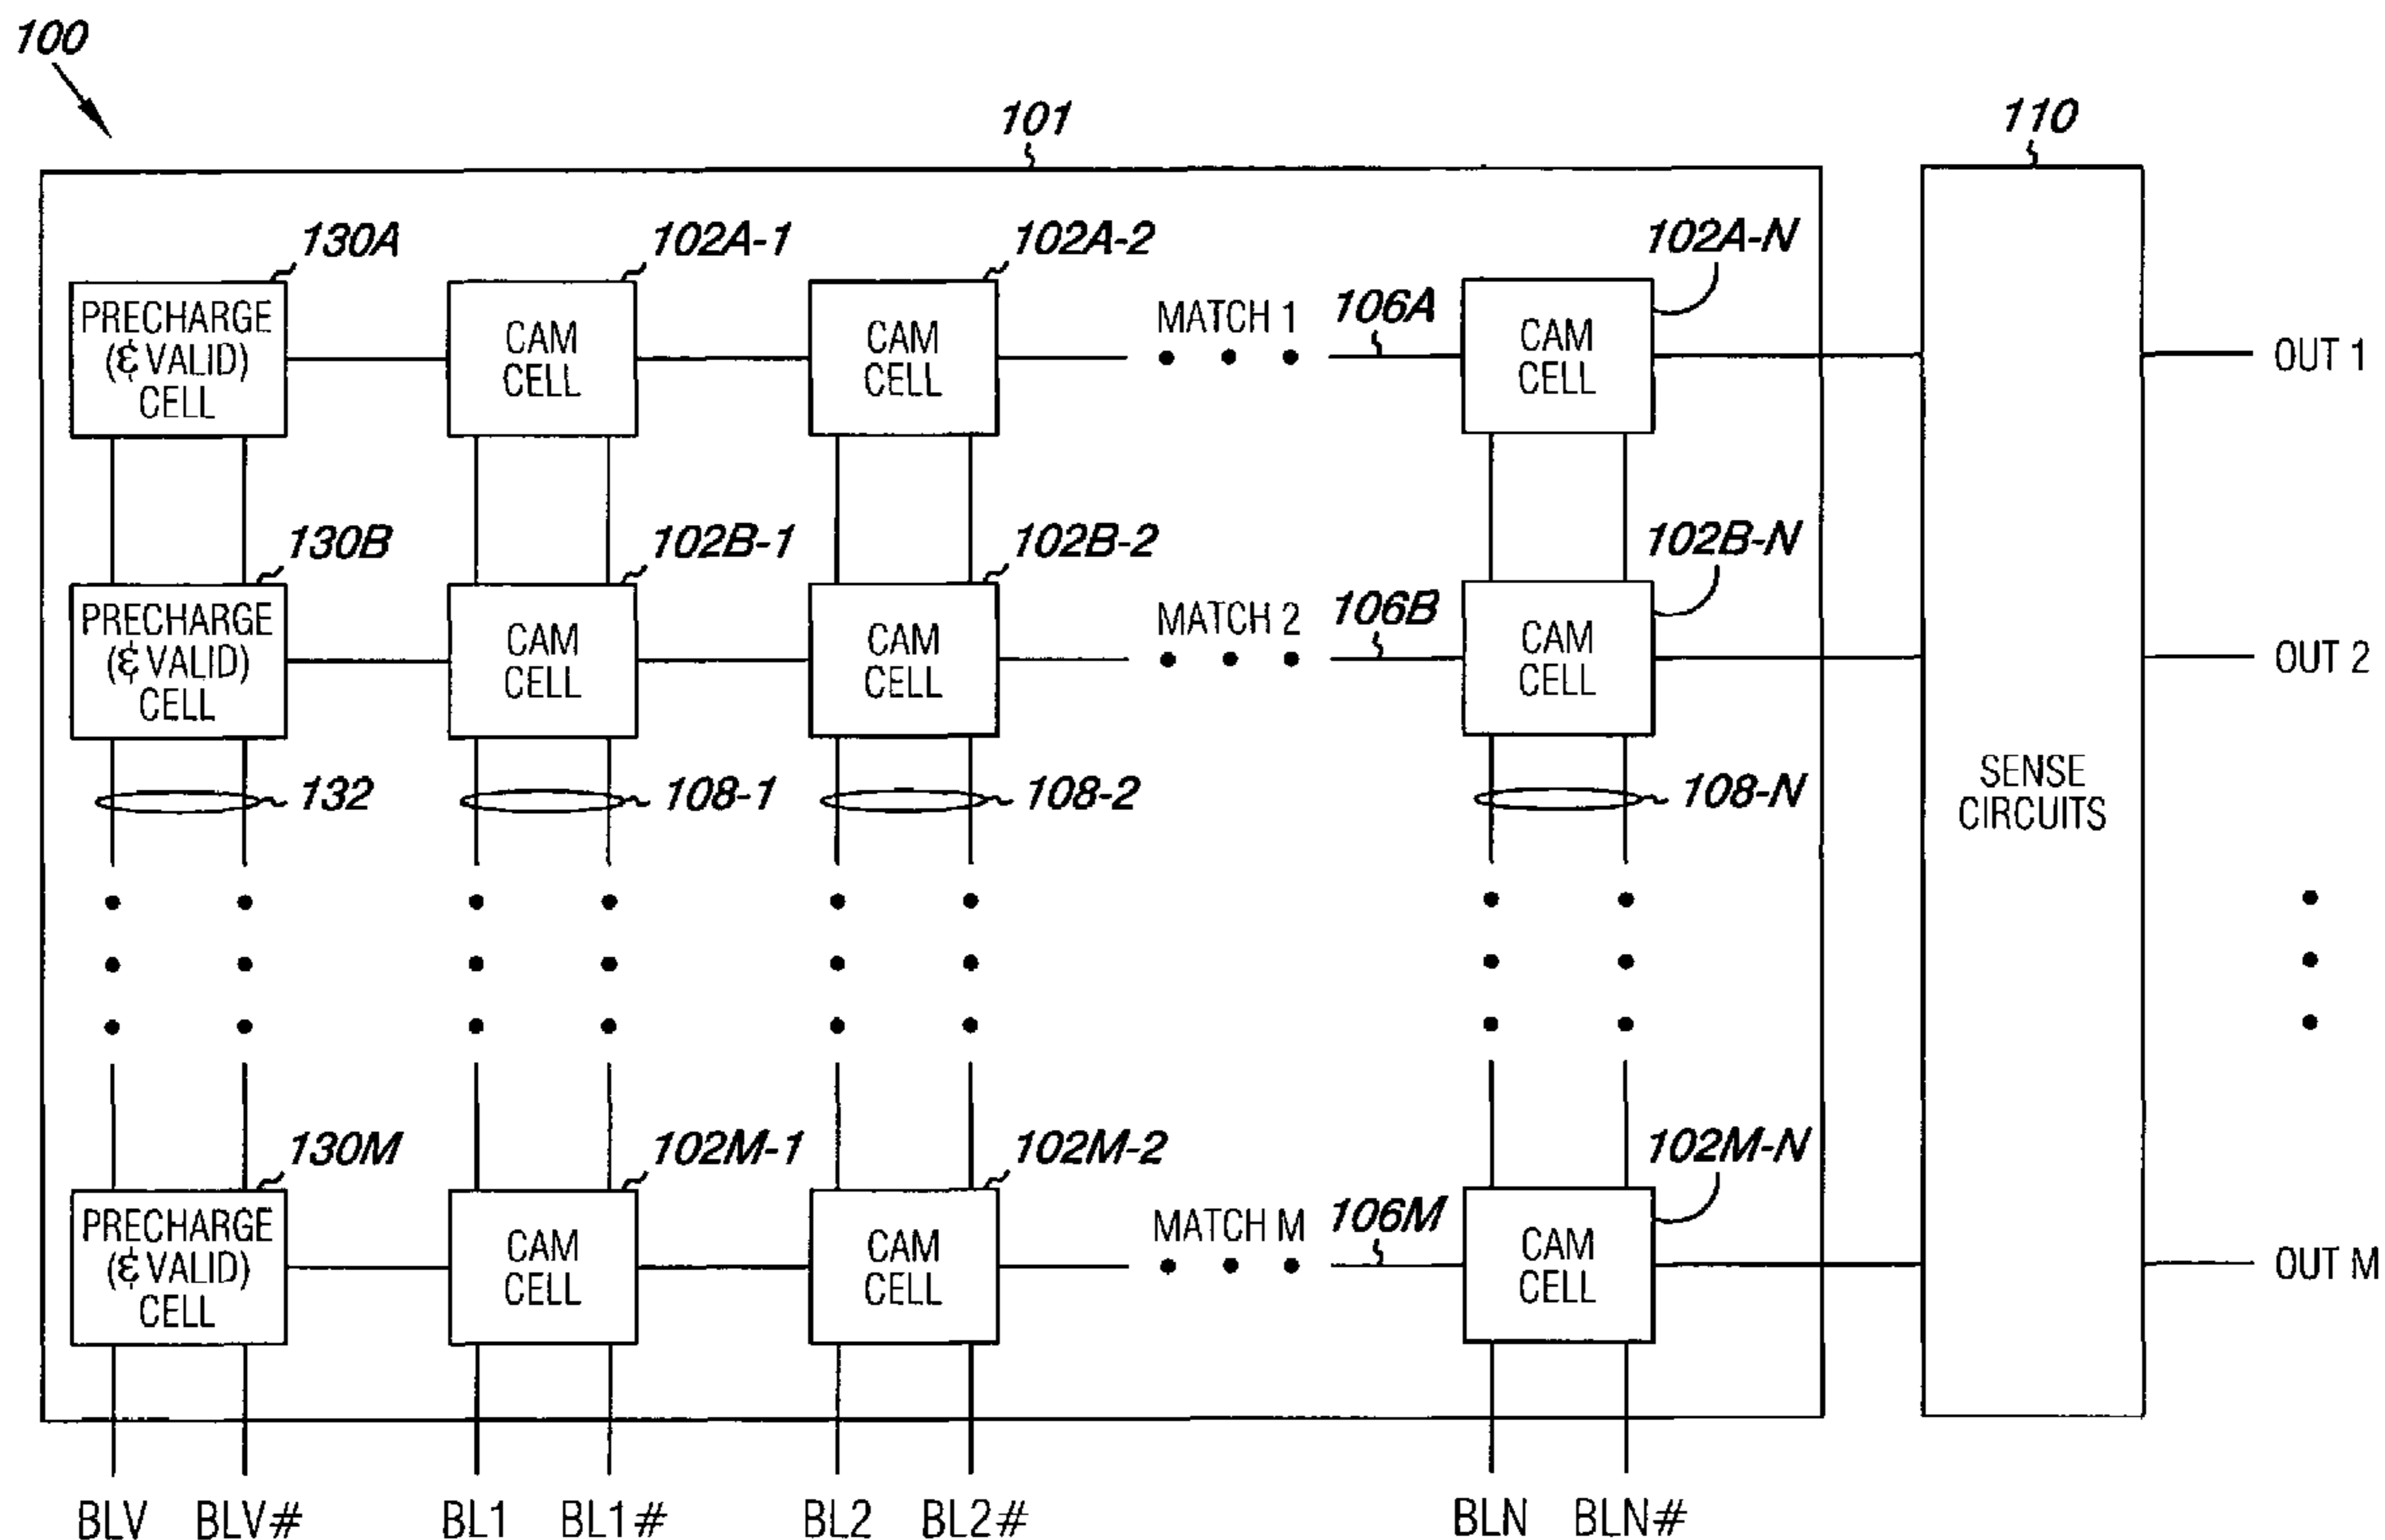 100
101
110
130A
102A-1
102A-2
102A-N
PRECHARGE
(& VALID)
CELL
CAM
CELL
CAM
CELL
MATCH 1
106A
CAM
CELL
OUT 1
130B
102B-1
102B-2
102B-N
PRECHARGE
(& VALID)
CELL
CAM
CELL
CAM
CELL
MATCH 2
106B
CAM
CELL
OUT 2
132
108-1
108-2
108-N
SENSE
CIRCUITS
130M
102M-1
102M-2
102M-N
PRECHARGE
(& VALID)
CELL
CAM
CELL
CAM
CELL
MATCH M
106M
CAM
CELL
OUT M
BLV
BLV#
BL1
BL1#
BL2
BL2#
BLN
BLN#